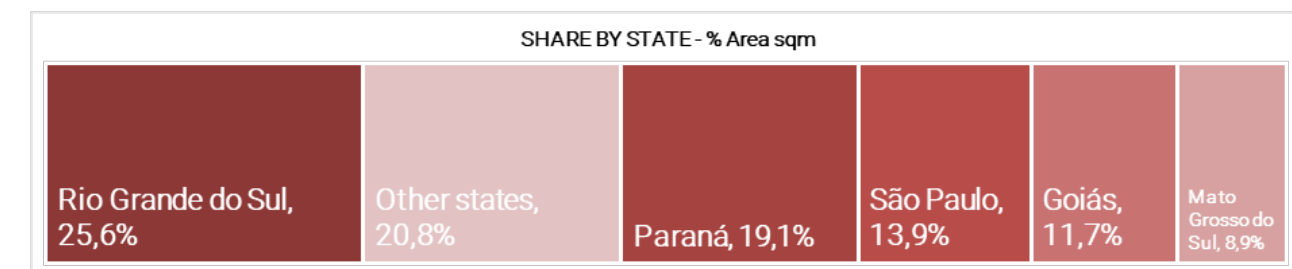 SHARE BY STATE - % Area sqm
Rio Grande do Sul,
25,6%
Other states,
20,8%
Paraná, 19,1%
São Paulo,
13,9%
Goiás,
11,7%
Mato
Grosso do
Sul, 8,9%